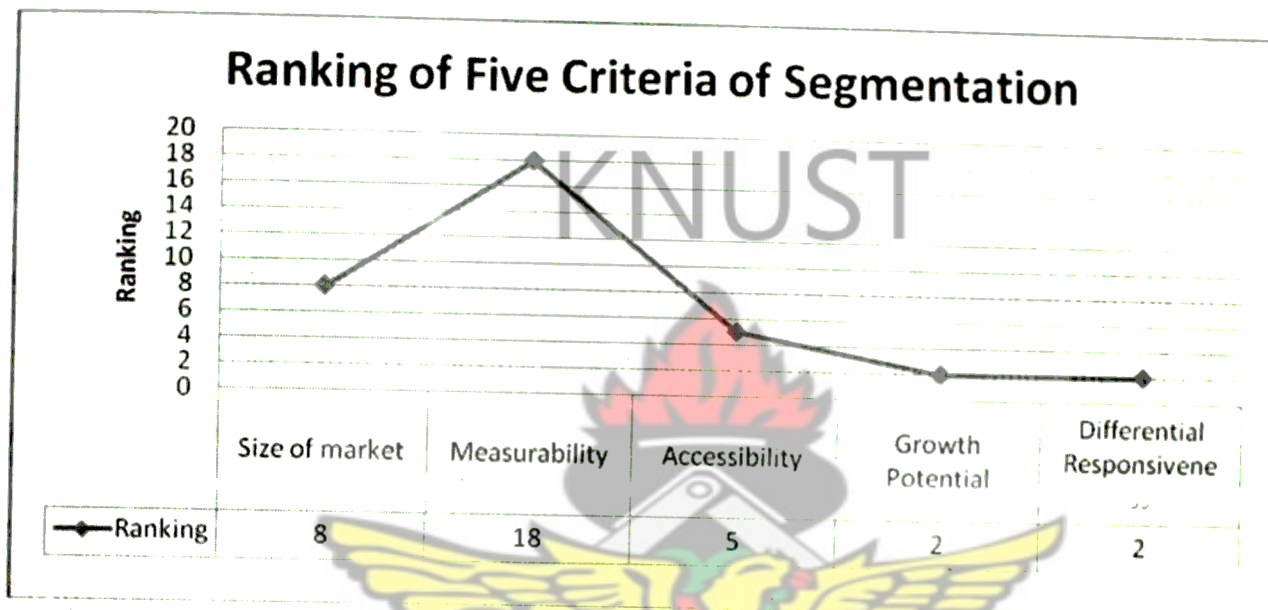 Ranking of Five Criteria of Segmentation
KNUST
Ranking
20
18
16
14
12
10
8
6
4
2
0
Size of market
Measurability
Accessibility
Growth
Potential
Differential
Responsivene
Ranking
8
18
5
2
2